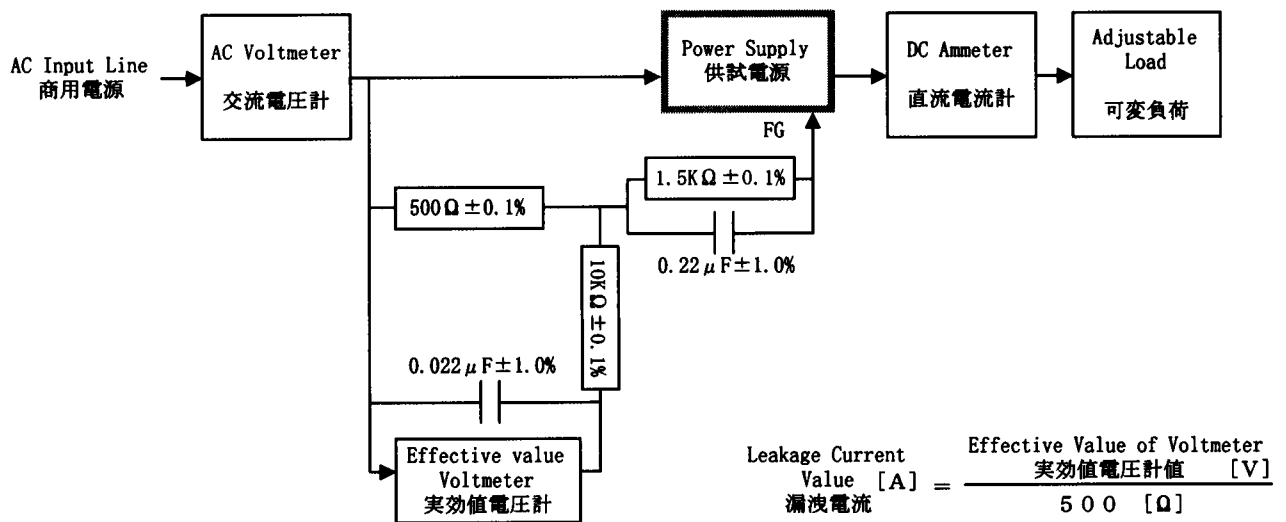 AC Input Line
商用電源
AC Voltmeter
交流電圧計
Power Supply
供試電源
DC Ammeter
直流電流計
Adjustable
Load
可変負荷
FG
1.5KΩ±0.1%
500Ω±0.1%
0.22μF±1.0%
10KΩ±0.1%
0.022μF±1.0%
Effective value
Voltmeter
実効値電圧計
Leakage Current
Value [A] =
漏洩電流
Effective Value of Voltmeter
実効値電圧計値 [V]
500 [Ω]